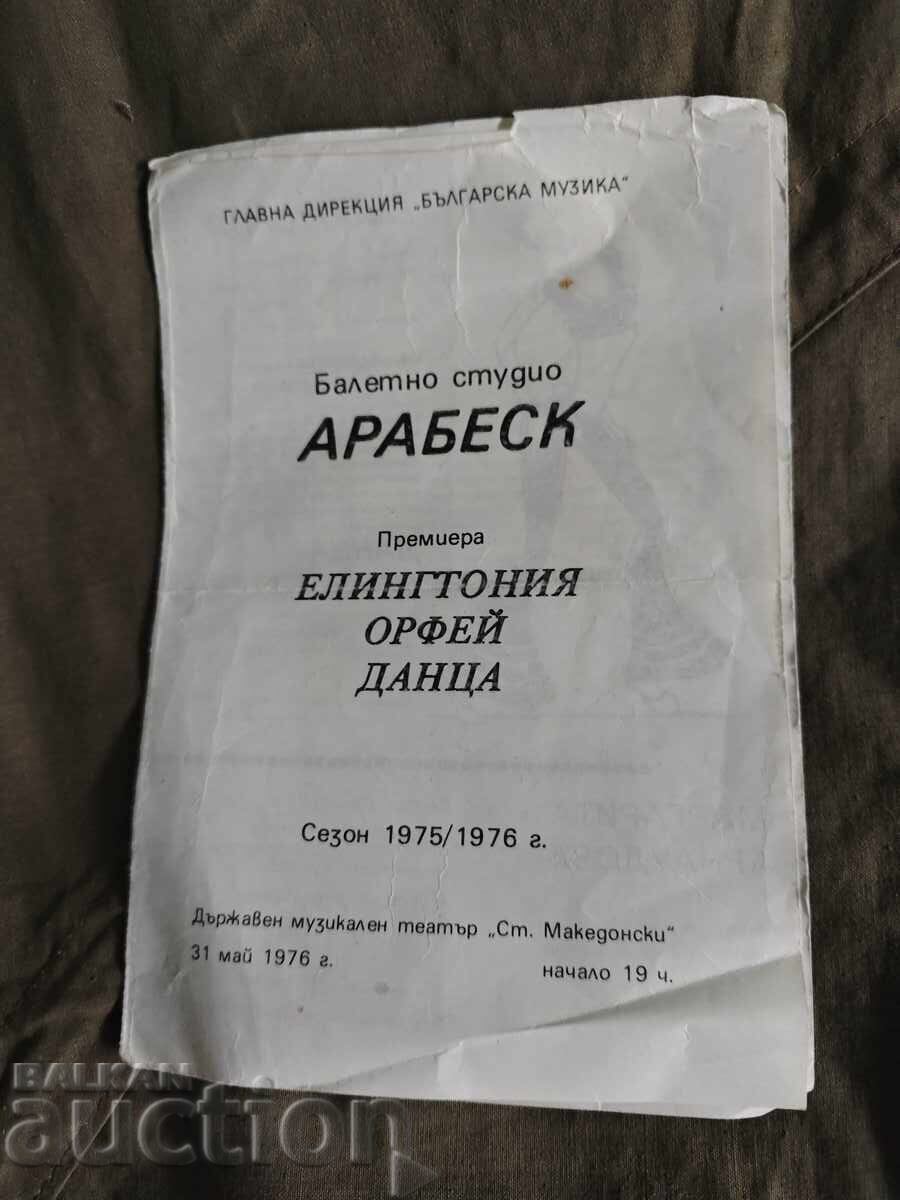 ГЛАВНА ДИРЕКЦИЯ „БЪЛГАРСКА МУЗИКА“
Балетно студио
АРАБЕСК
Премиера
ЕЛИНГТОНИЯ
ОРФЕЙ
ДАНЦА
Сезон 1975/1976 г.
Държавен музикален театър „Ст. Македонски“
31 май 1976 г.
начало 19 ч.
BALKAN
auction